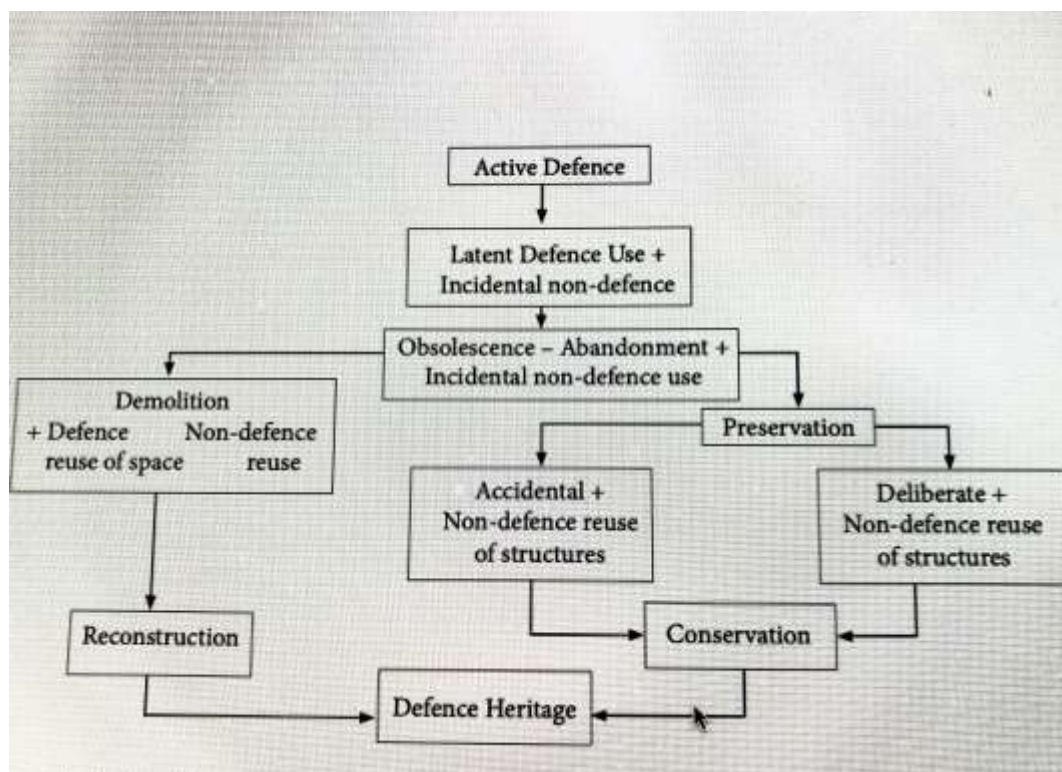 Active Defence
Latent Defence Use +
Incidental non-defence
Obsolescence – Abandonment +
Incidental non-defence use
Demolition
+ Defence Non-defence
reuse of space reuse
Preservation
Accidental +
Non-defence reuse
of structures
Deliberate +
Non-defence reuse
of structures
Reconstruction
Conservation
Defence Heritage